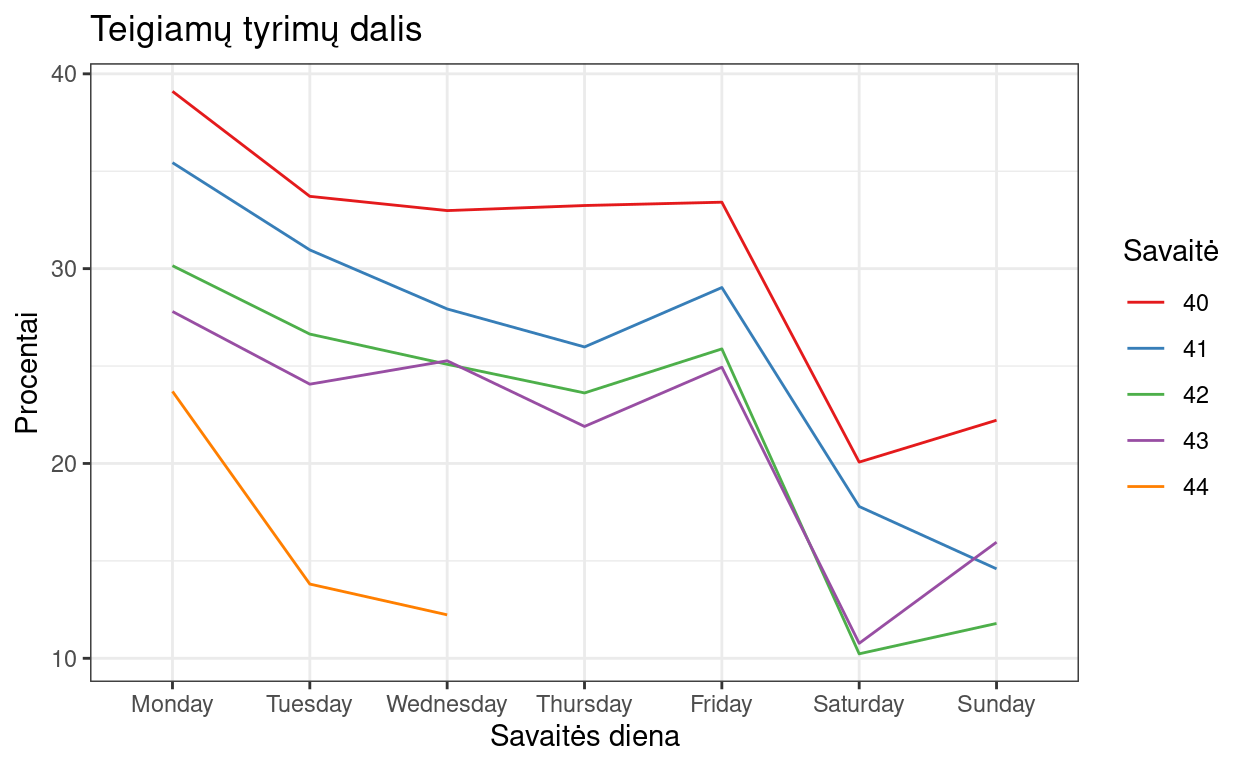 Teigiamų tyrimų dalis
Procentai
40
30
20
10
Monday Tuesday Wednesday Thursday Friday Saturday Sunday
Savaitės diena
Savaitė
40
41
42
43
44